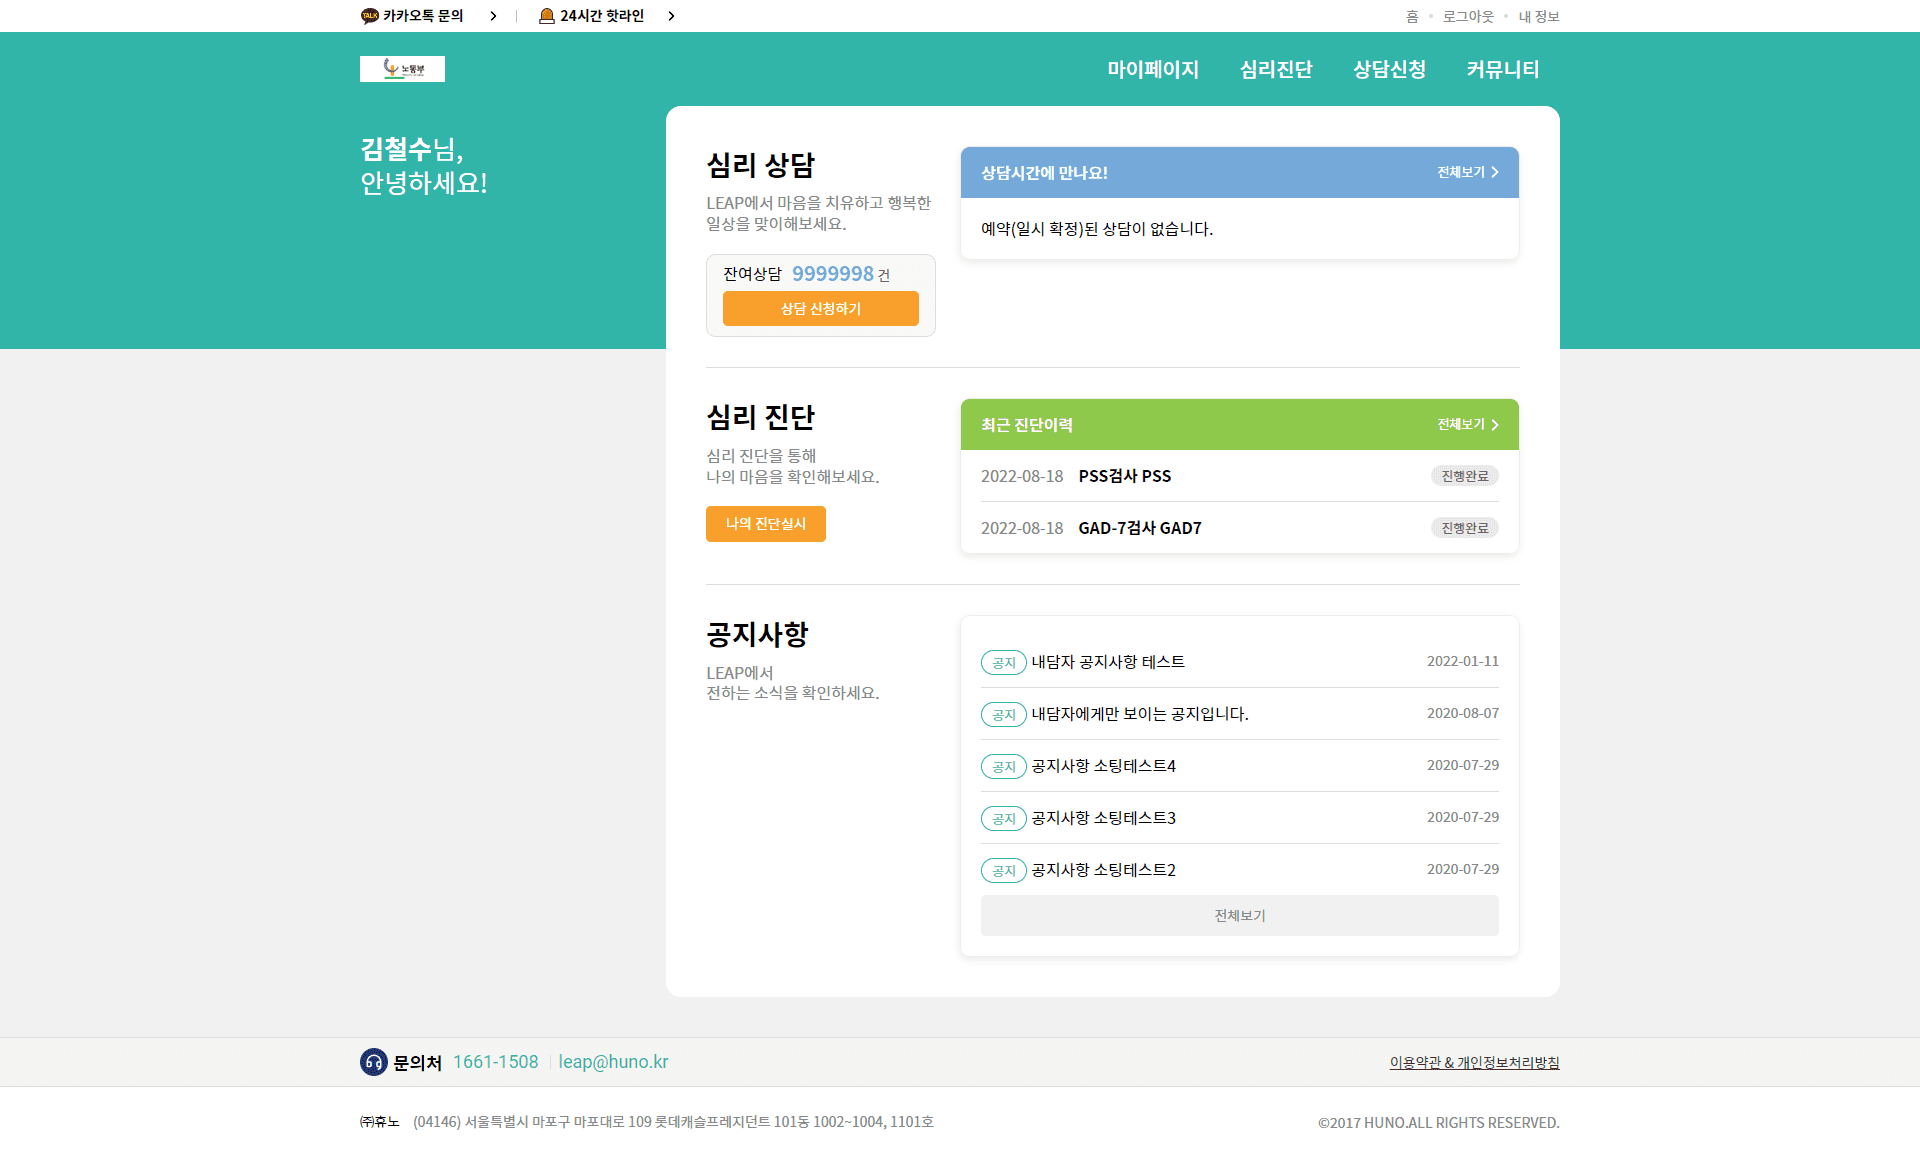 TALK 카카오톡 문의
24시간 핫라인
홈
로그아웃
내 정보
노동부
마이페이지
심리진단
상담신청
커뮤니티
김철수님,
안녕하세요!
심리 상담
LEAP에서 마음을 치유하고 행복한
일상을 맞이해보세요.
잔여상담 9999998 건
상담 신청하기
상담시간에 만나요!
전체보기
예약(일시 확정)된 상담이 없습니다.
심리 진단
심리 진단을 통해
나의 마음을 확인해보세요.
나의 진단실시
최근 진단이력
전체보기
2022-08-18 PSS검사 PSS 진행완료
2022-08-18 GAD-7검사 GAD7 진행완료
공지사항
LEAP에서
전하는 소식을 확인하세요.
공지 내담자 공지사항 테스트 2022-01-11
공지 내담자에게만 보이는 공지입니다. 2020-08-07
공지 공지사항 소팅테스트4 2020-07-29
공지 공지사항 소팅테스트3 2020-07-29
공지 공지사항 소팅테스트2 2020-07-29
전체보기
문의처 1661-1508 leap@huno.kr
이용약관 & 개인정보처리방침
㈜휴노 (04146) 서울특별시 마포구 마포대로 109 롯데캐슬프레지던트 101동 1002~1004, 1101호
©2017 HUNO.ALL RIGHTS RESERVED.